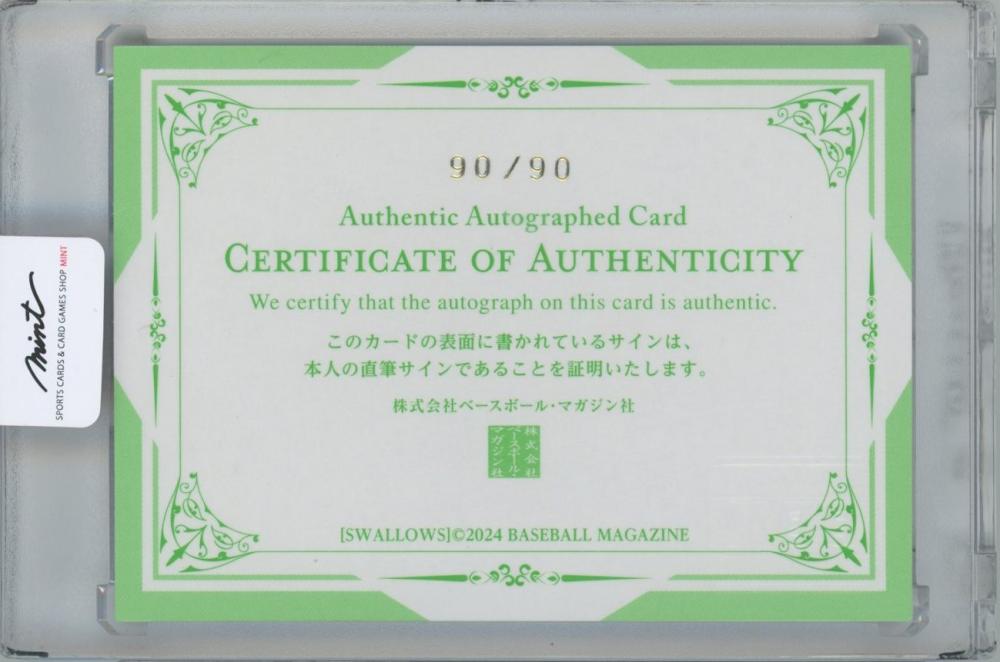 90/90
Authentic Autographed Card
CERTIFICATE OF AUTHENTICITY
We certify that the autograph on this card is authentic.
このカードの表面に書かれているサインは、
本人の直筆サインであることを証明いたします。
株式会社ベースボール・マガジン社
株式会社
ベースボール・
マガジン社
[SWALLOWS]©2024 BASEBALL MAGAZINE
mint
SPORTS CARDS & CARD GAMES SHOP MINT